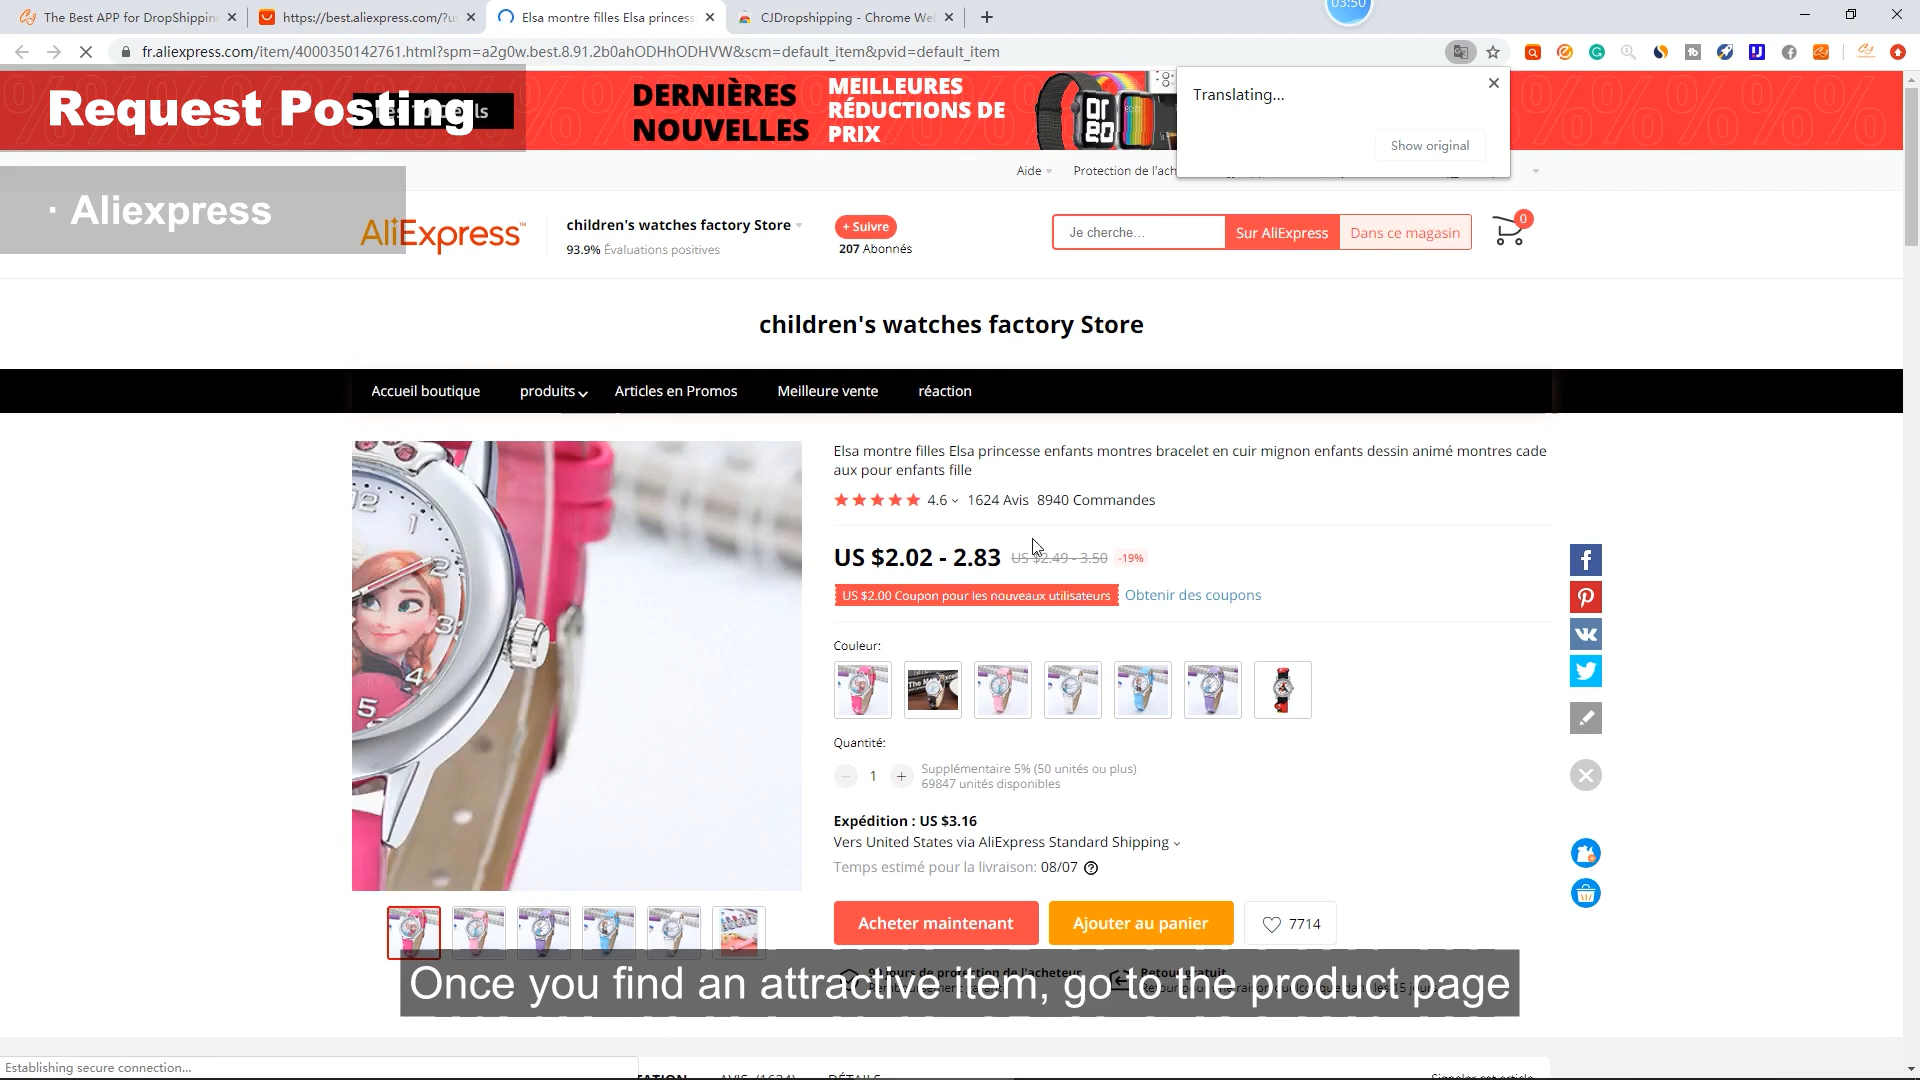 The Best APP for DropShipping
https://best.aliexpress.com/?u
Elsa montre filles Elsa princess
CJDropshipping - Chrome We
03:50
fr.aliexpress.com/item/4000350142761.html?spm=a2g0w.best.8.91.2b0ahODHhODHVW&scm=default_item&pvid=default_item
Request Posting
DERNIÈRES NOUVELLES
MEILLEURES RÉDUCTIONS DE PRIX
Translating...
Show original
Aide
Protection de l'ach
· Aliexpress
AliExpress™
children's watches factory Store
93.9% Évaluations positives
+ Suivre
207 Abonnés
Je cherche...
Sur AliExpress
Dans ce magasin
0
children's watches factory Store
Accueil boutique
produits
Articles en Promos
Meilleure vente
réaction
Elsa montre filles Elsa princesse enfants montres bracelet en cuir mignon enfants dessin animé montres cade
aux pour enfants fille
4.6
1624 Avis
8940 Commandes
US $2.02 - 2.83
US $2.49 - 3.50
-19%
US $2.00 Coupon pour les nouveaux utilisateurs
Obtenir des coupons
Couleur:
Quantité:
1
Supplémentaire 5% (50 unités ou plus)
69847 unités disponibles
Expédition : US $3.16
Vers United States via AliExpress Standard Shipping
Temps estimé pour la livraison: 08/07
Acheter maintenant
Ajouter au panier
7714
Once you find an attractive item, go to the product page
Establishing secure connection...